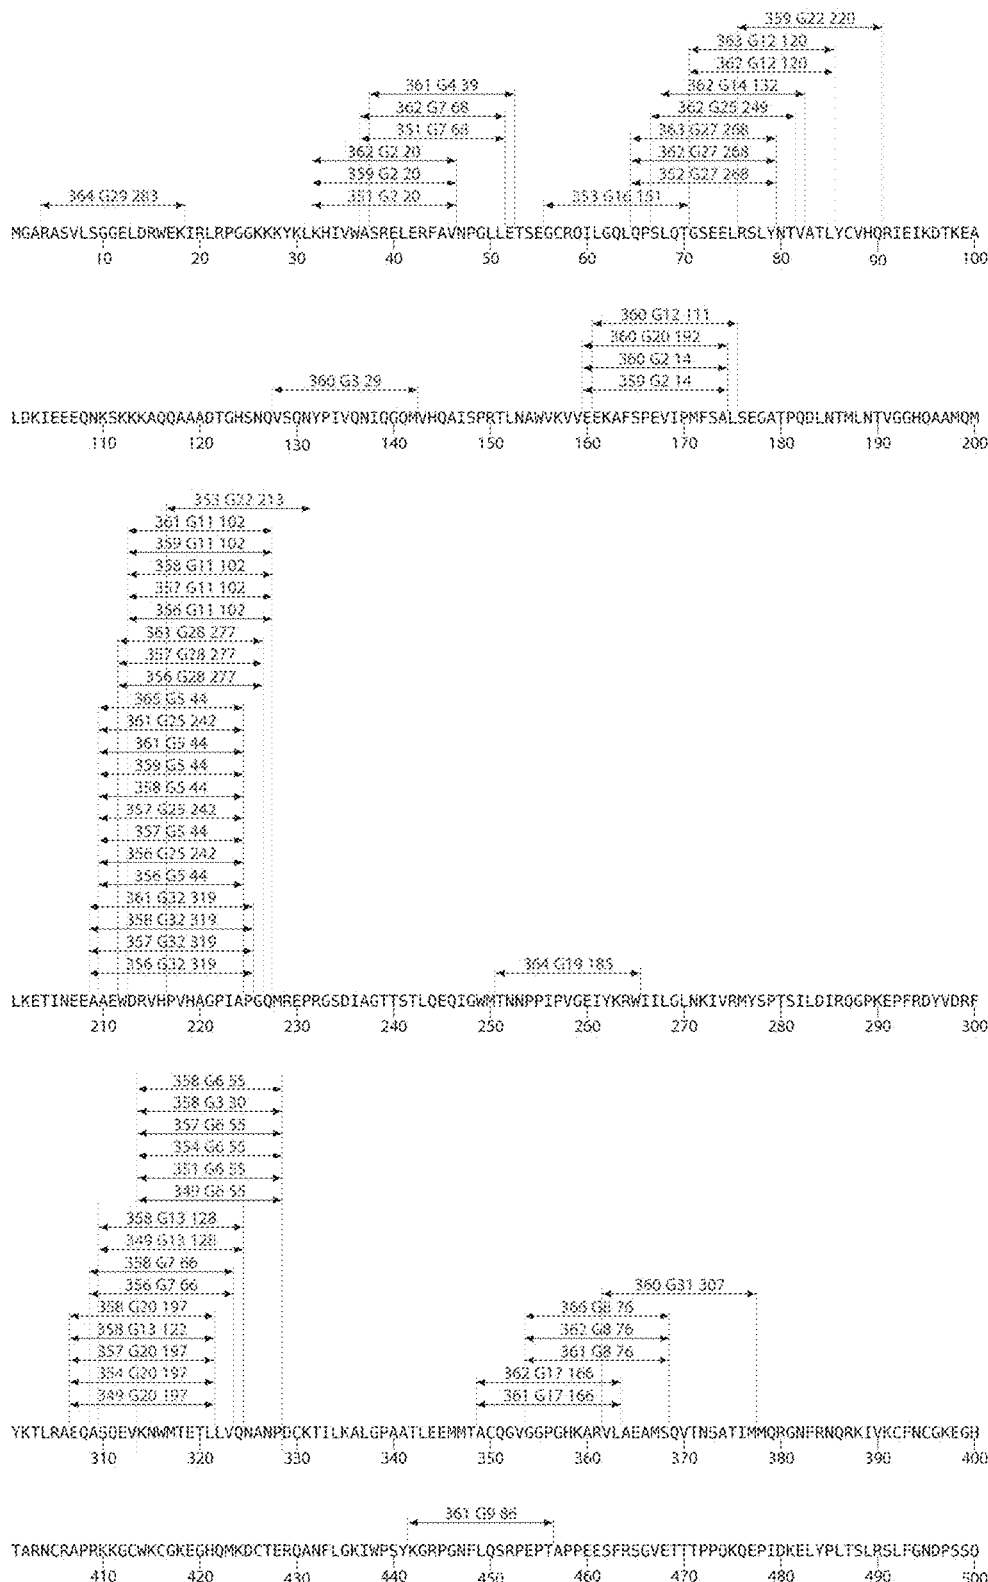 359 G22 220
363 G12 120
362 G12 120
361 G4 39
362 G14 132
362 G7 68
362 G25 249
351 G7 68
363 G27 268
362 G2 20
362 G27 268
359 G2 20
352 G27 268
364 G29 283
351 G2 20
353 G16 151
MGARASVLSGGELDRWEKIRLRPGGKKKYKLKHIVWASRELERFAVNPGLLETSEGCRQILGQLQPSLQTGSEELRSLYNTVATLYCVHQRIEIKDTKEA
10 20 30 40 50 60 70 80 90 100
360 G12 111
360 G20 192
360 G2 14
360 G3 29
359 G2 14
LDKIEEEQNKSKKKAQQAAADTGHSNQVSQNYPIVQNIQGQMVHQAISPRTLNAWVKVVEEKAFSPEVIPMFSALSEGATPQDLNTMLNTVGGHQAAMQM
110 120 130 140 150 160 170 180 190 200
353 G22 213
361 G11 102
359 G11 102
358 G11 102
357 G11 102
356 G11 102
361 G28 277
357 G28 277
356 G28 277
365 G5 44
361 G25 242
361 G5 44
359 G5 44
358 G5 44
357 G25 242
357 G5 44
356 G25 242
356 G5 44
361 G32 319
358 G32 319
357 G32 319
356 G32 319
364 G19 185
LKETINEEAAEWDRVHPVHAGPIAPGQMREPRGSDIAGTTSTLQEQIGWMTNNPPIPVGEIYKRWIILGLNKIVRMYSPTSILDIRQGPKEPFRDYVDRF
210 220 230 240 250 260 270 280 290 300
358 G6 55
358 G3 30
357 G6 55
354 G6 55
351 G6 55
349 G6 55
358 G13 128
349 G13 128
358 G7 66
356 G7 66
360 G31 307
358 G20 197
366 G8 76
358 G13 122
362 G8 76
357 G20 197
361 G8 76
354 G20 197
362 G17 166
349 G20 197
361 G17 166
YKTLRAEQASQEVKNWMTETLLVQNANPDCKTILKALGPAATLEEMMTACQGVGGPGHKARVLAEAMSQVTNSATIMMQRGNFRNQRKIVKCFNCGKEGH
310 320 330 340 350 360 370 380 390 400
361 G9 86
TARNCRAPRKKGCWKCGKEGHQMKDCTERQANFLGKIWPSYKGRPGNFLQSRPEPTAPPEESFRSGVETTTPPQKQEPIDKELYPLTSLRSLFGNDPSSQ
410 420 430 440 450 460 470 480 490 500